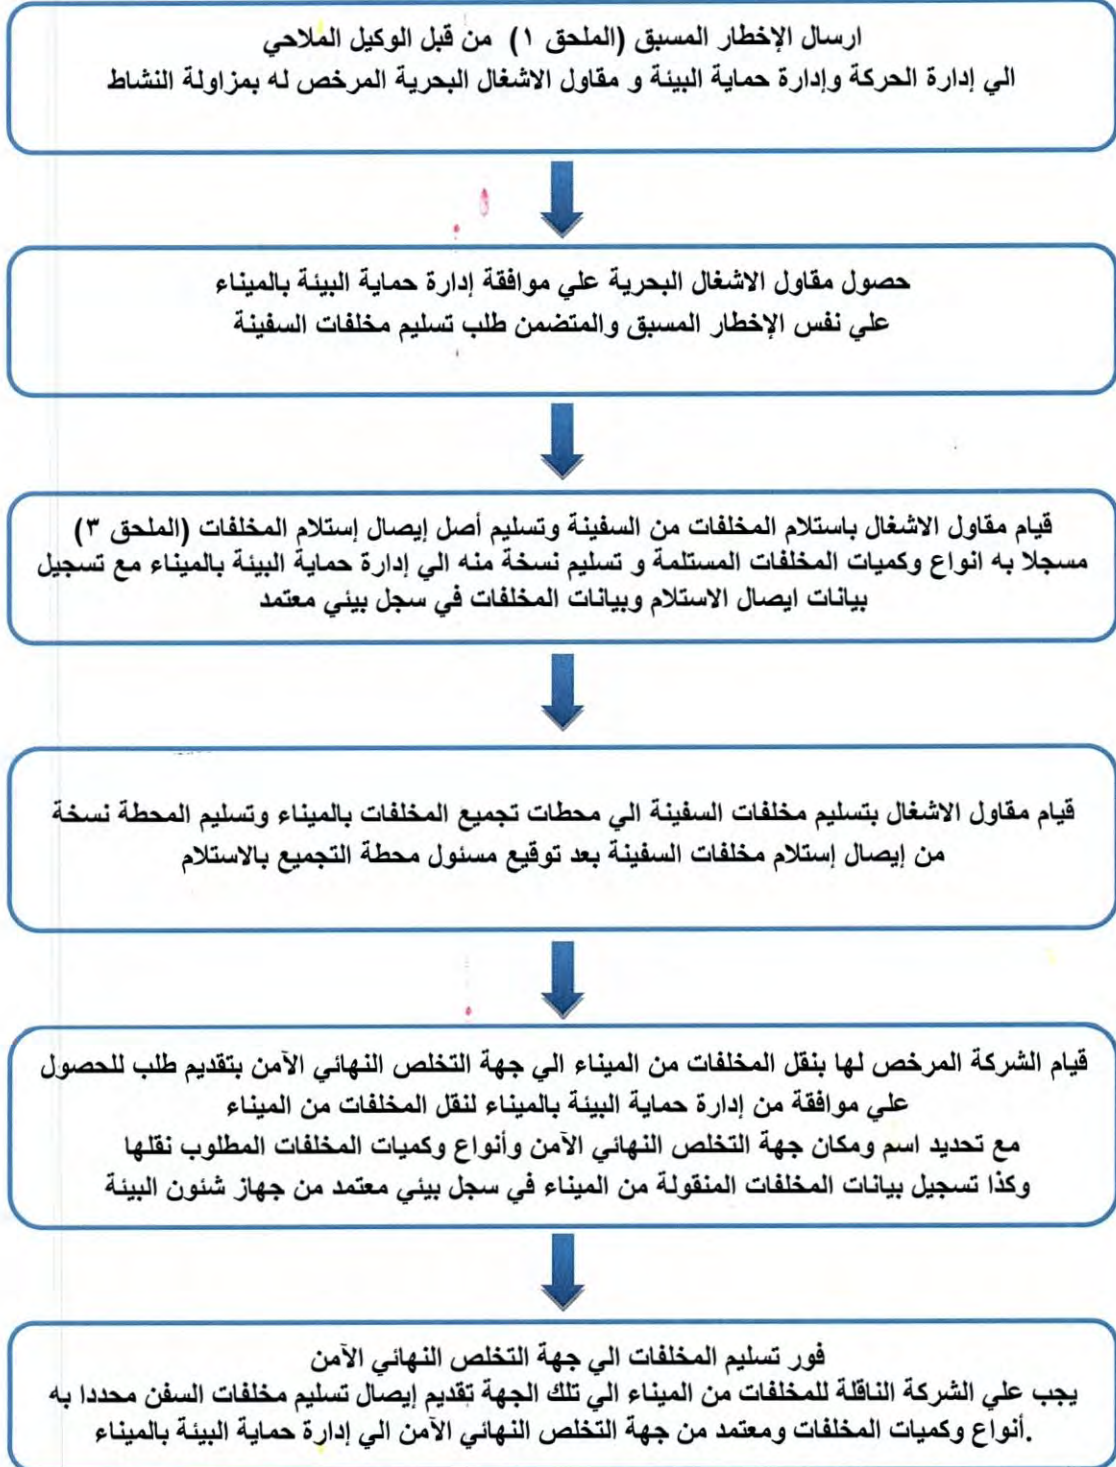 ارسال الإخطار المسبق (الملحق ١) من قبل الوكيل الملاحي
الي إدارة الحركة وإدارة حماية البيئة و مقاول الاشغال البحرية المرخص له بمزاولة النشاط
حصول مقاول الاشغال البحرية علي موافقة إدارة حماية البيئة بالميناء
علي نفس الإخطار المسبق والمتضمن طلب تسليم مخلفات السفينة
قيام مقاول الاشغال باستلام المخلفات من السفينة وتسليم أصل إيصال إستلام المخلفات (الملحق ٣)
مسجلا به انواع وكميات المخلفات المستلمة و تسليم نسخة منه الي إدارة حماية البيئة بالميناء مع تسجيل
بيانات ايصال الاستلام وبيانات المخلفات في سجل بيئي معتمد
قيام مقاول الاشغال بتسليم مخلفات السفينة الي محطات تجميع المخلفات بالميناء وتسليم المحطة نسخة
من إيصال إستلام مخلفات السفينة بعد توقيع مسئول محطة التجميع بالاستلام
قيام الشركة المرخص لها بنقل المخلفات من الميناء الي جهة التخلص النهائي الآمن بتقديم طلب للحصول
علي موافقة من إدارة حماية البيئة بالميناء لنقل المخلفات من الميناء
مع تحديد اسم ومكان جهة التخلص النهائي الآمن وأنواع وكميات المخلفات المطلوب نقلها
وكذا تسجيل بيانات المخلفات المنقولة من الميناء في سجل بيئي معتمد من جهاز شئون البيئة
فور تسليم المخلفات الي جهة التخلص النهائي الآمن
يجب علي الشركة الناقلة للمخلفات من الميناء الي تلك الجهة تقديم إيصال تسليم مخلفات السفن محددا به
.أنواع وكميات المخلفات ومعتمد من جهة التخلص النهائي الآمن الي إدارة حماية البيئة بالميناء